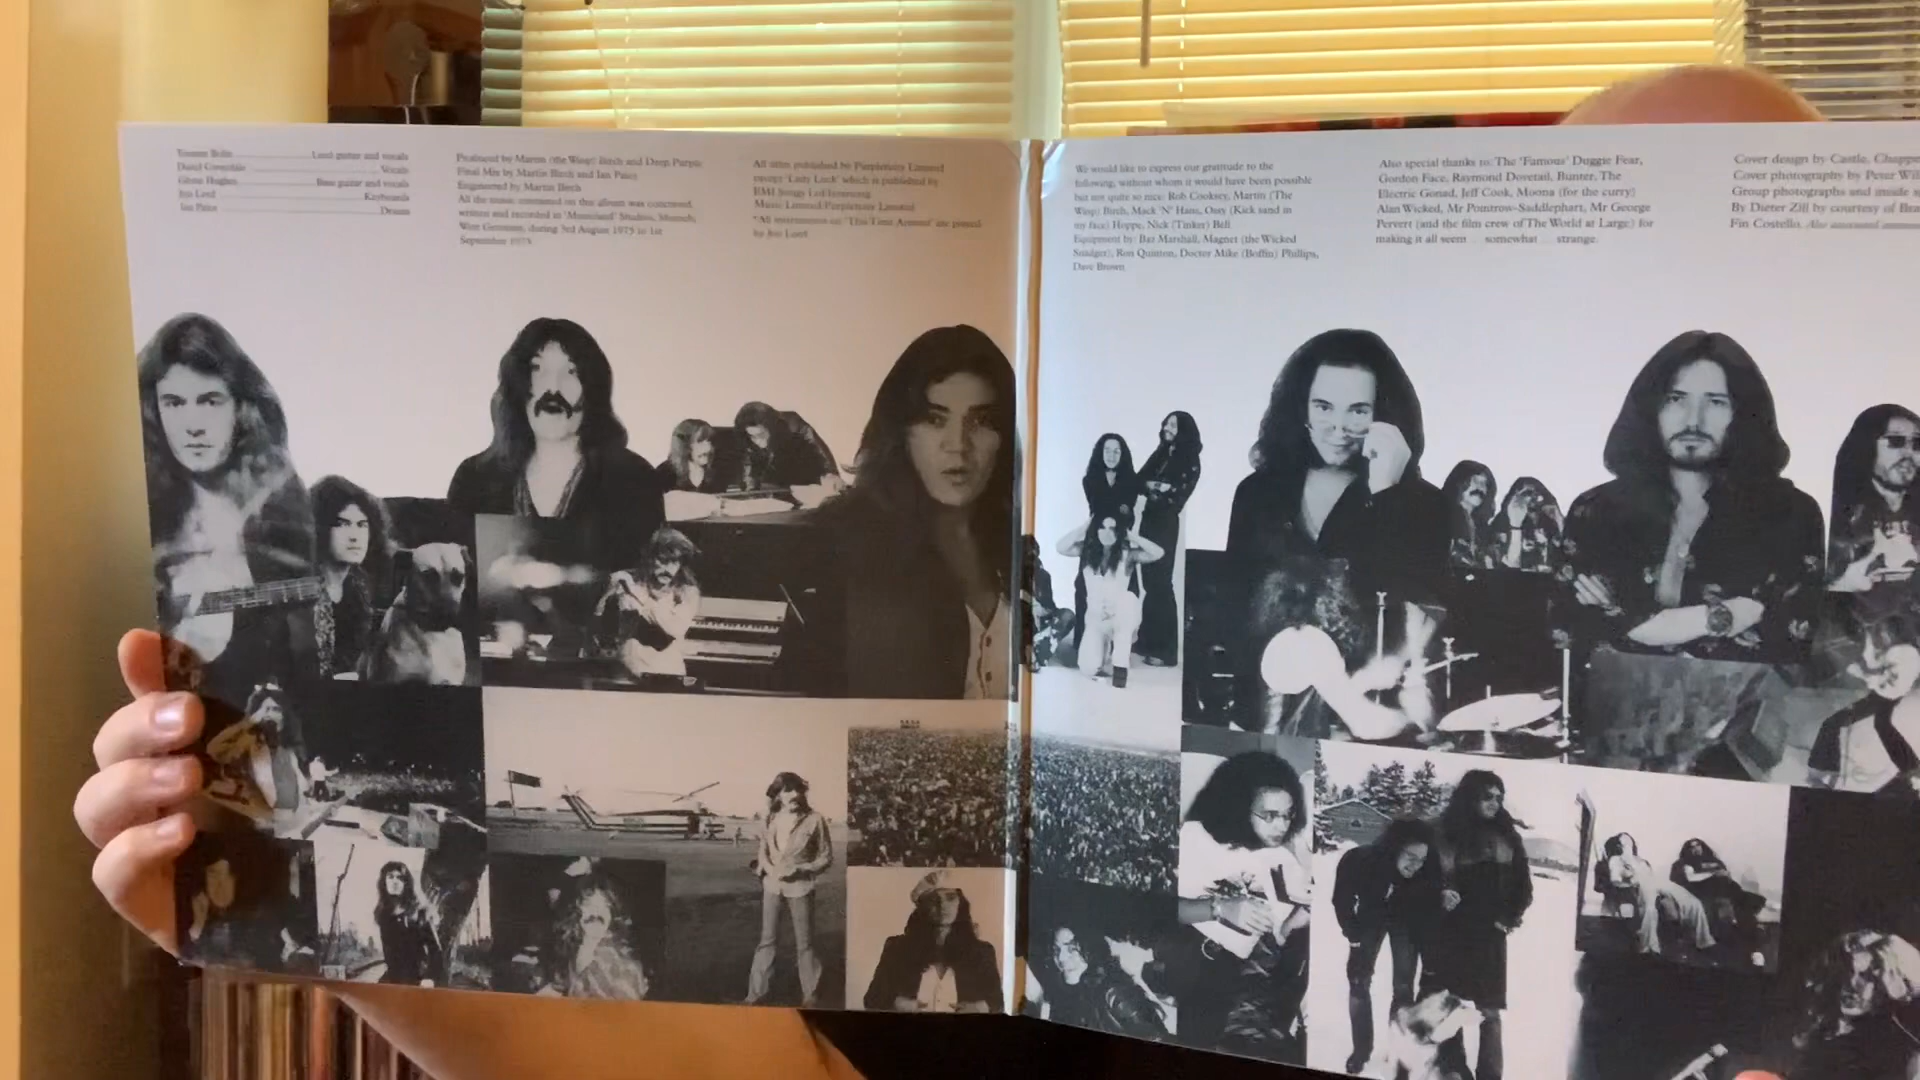 Tommy Bolin Lead guitar and vocals
David Coverdale Vocals
Glenn Hughes Bass guitar and vocals
Jon Lord Keyboards
Ian Paice Drums
Produced by Martin (the Wasp) Birch and Deep Purple
Final Mix by Martin Birch and Ian Paice
Engineered by Martin Birch
All the music contained on this album was conceived,
written and recorded in 'Musicland' Studios, Munich,
West Germany, during 3rd August 1975 to 1st
September 1975
All titles published by Purpletuity Limited
except 'Lady Luck' which is published by
EMI Songs Ltd
Music Limited/Purpletuity Limited
*All instruments on 'This Time Around' are played
by Jon Lord
We would like to express our gratitude to the
following, without whom it would have been possible
but not quite so nice: Rob Cooksey, Martin (The
Wasp) Birch, Mack 'N' Hans, Ossy (Kick sand in
my face) Hoppe, Nick (Tinker) Bell
Equipment by: Baz Marshall, Magnet (the Wicked
Smudger), Ron Quinton, Doctor Mike (Boffin) Phillips,
Dave Brown
Also special thanks to: The 'Famous' Duggie Fear,
Gordon Face, Raymond Dovetail, Bunter, The
Electric Gonad, Jeff Cook, Moona (for the curry)
Alan Wicked, Mr Pomtrow-Saddlephart, Mr George
Pervert (and the film crew of The World at Large) for
making it all seem ... somewhat ... strange.
Cover design by Castle, Chappe
Cover photography by Peter Wil
Group photographs and inside s
By Dieter Zill by courtesy of Bra
Fin Costello. Also